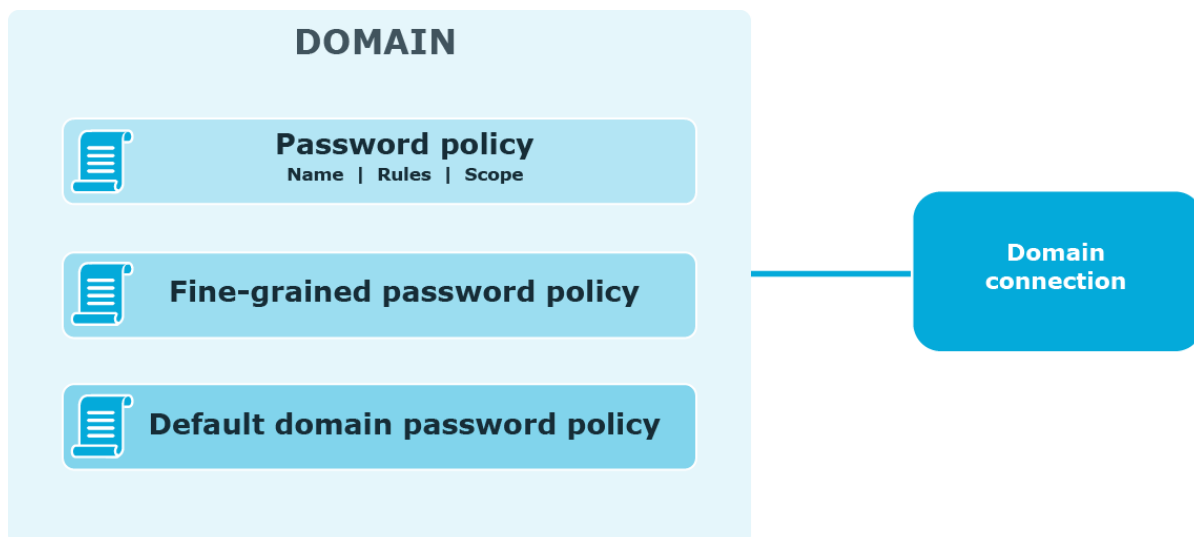 DOMAIN
Password policy
Name | Rules | Scope
Fine-grained password policy
Default domain password policy
Domain
connection